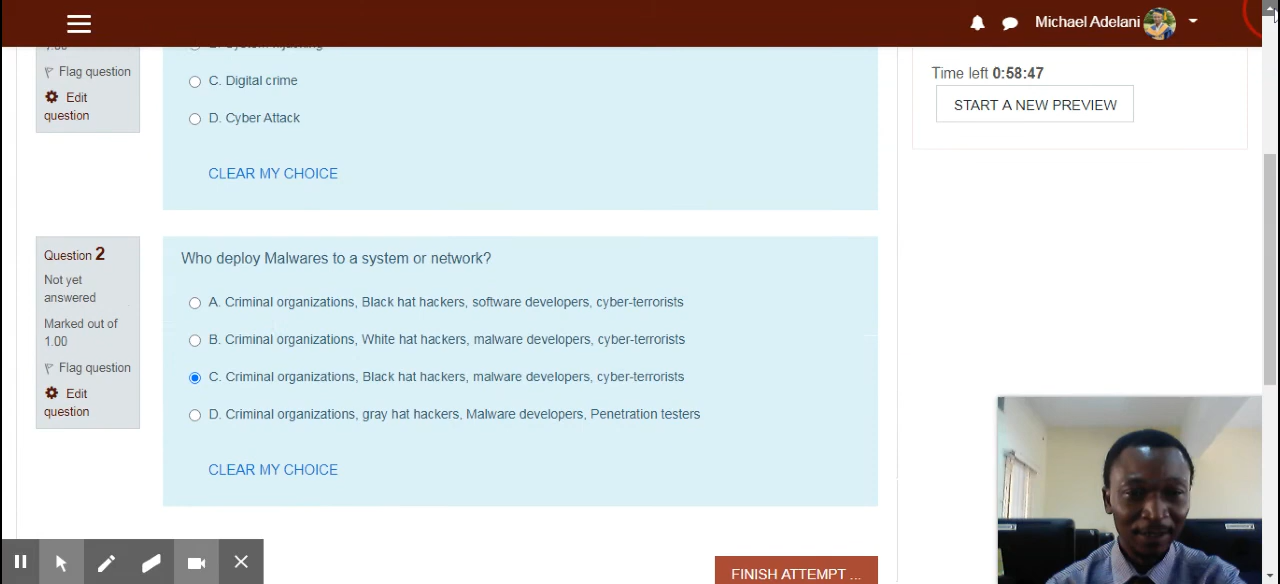 Michael Adelani
1.00
Flag question
Edit
question
C. Digital crime
D. Cyber Attack
CLEAR MY CHOICE
Time left 0:58:47
START A NEW PREVIEW
Question 2
Not yet
answered
Marked out of
1.00
Flag question
Edit
question
Who deploy Malwares to a system or network?
A. Criminal organizations, Black hat hackers, software developers, cyber-terrorists
B. Criminal organizations, White hat hackers, malware developers, cyber-terrorists
C. Criminal organizations, Black hat hackers, malware developers, cyber-terrorists
D. Criminal organizations, gray hat hackers, Malware developers, Penetration testers
CLEAR MY CHOICE
FINISH ATTEMPT ...